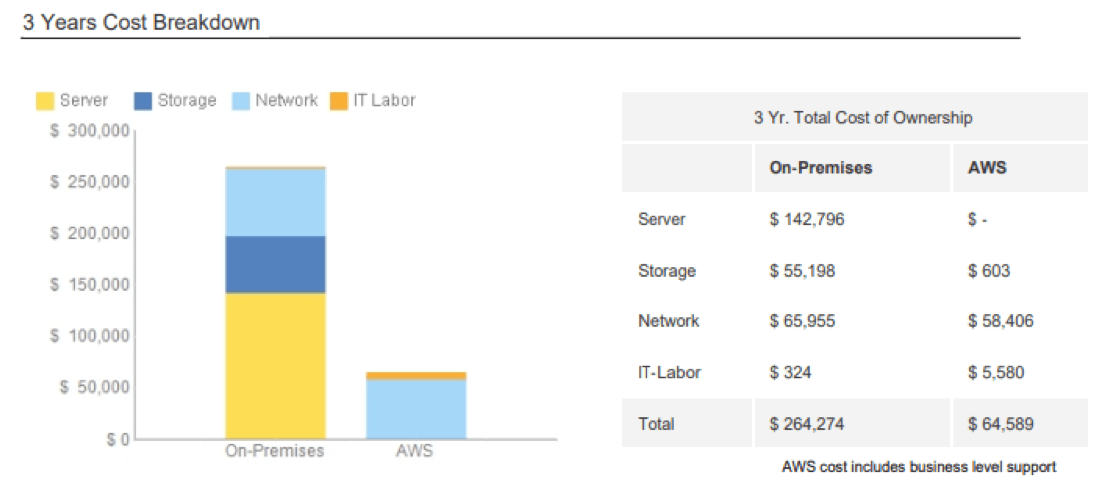 3 Years Cost Breakdown
Server Storage Network IT Labor
$ 300,000
$ 250,000
$ 200,000
$ 150,000
$ 100,000
$ 50,000
$ 0
On-Premises AWS
3 Yr. Total Cost of Ownership
On-Premises AWS
Server $ 142,796 $ -
Storage $ 55,198 $ 603
Network $ 65,955 $ 58,406
IT-Labor $ 324 $ 5,580
Total $ 264,274 $ 64,589
AWS cost includes business level support